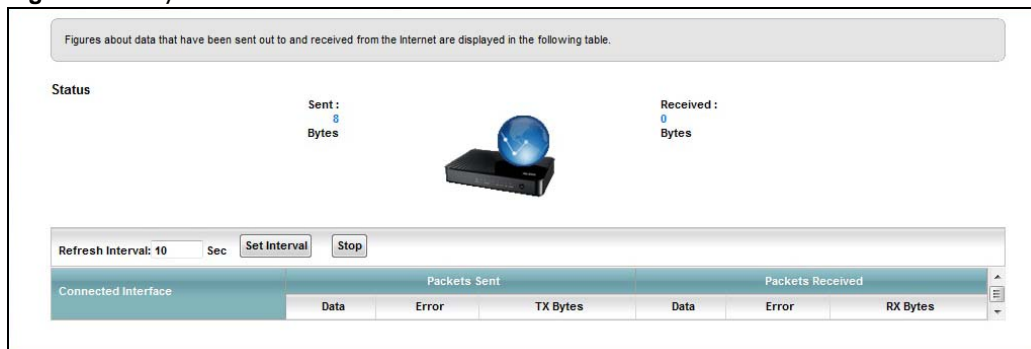 Figures about data that have been sent out to and received from the Internet are displayed in the following table.
Status
Sent :
8
Bytes
Received :
0
Bytes
Refresh Interval: 10 Sec Set Interval Stop
Connected Interface Packets Sent Packets Received
Data Error TX Bytes Data Error RX Bytes